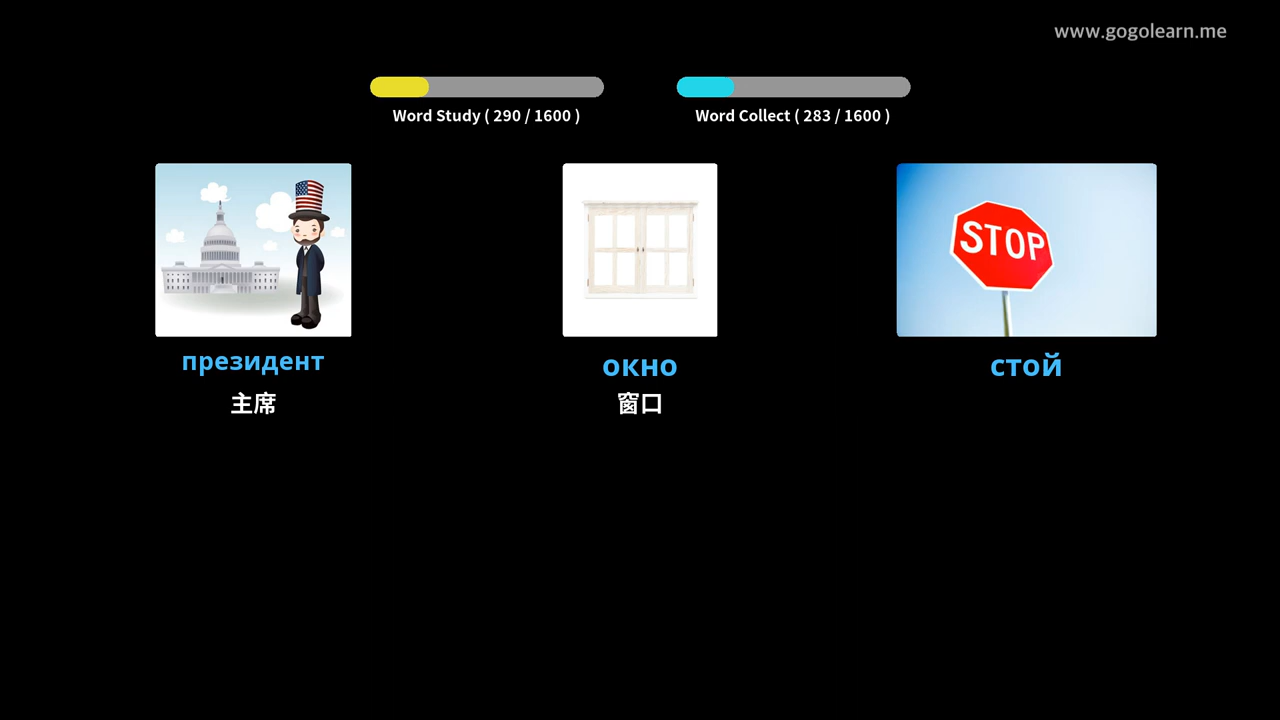 www.gogolearn.me
Word Study ( 290 / 1600 )
Word Collect ( 283 / 1600 )
STOP
президент
окно
стой
主席
窗口